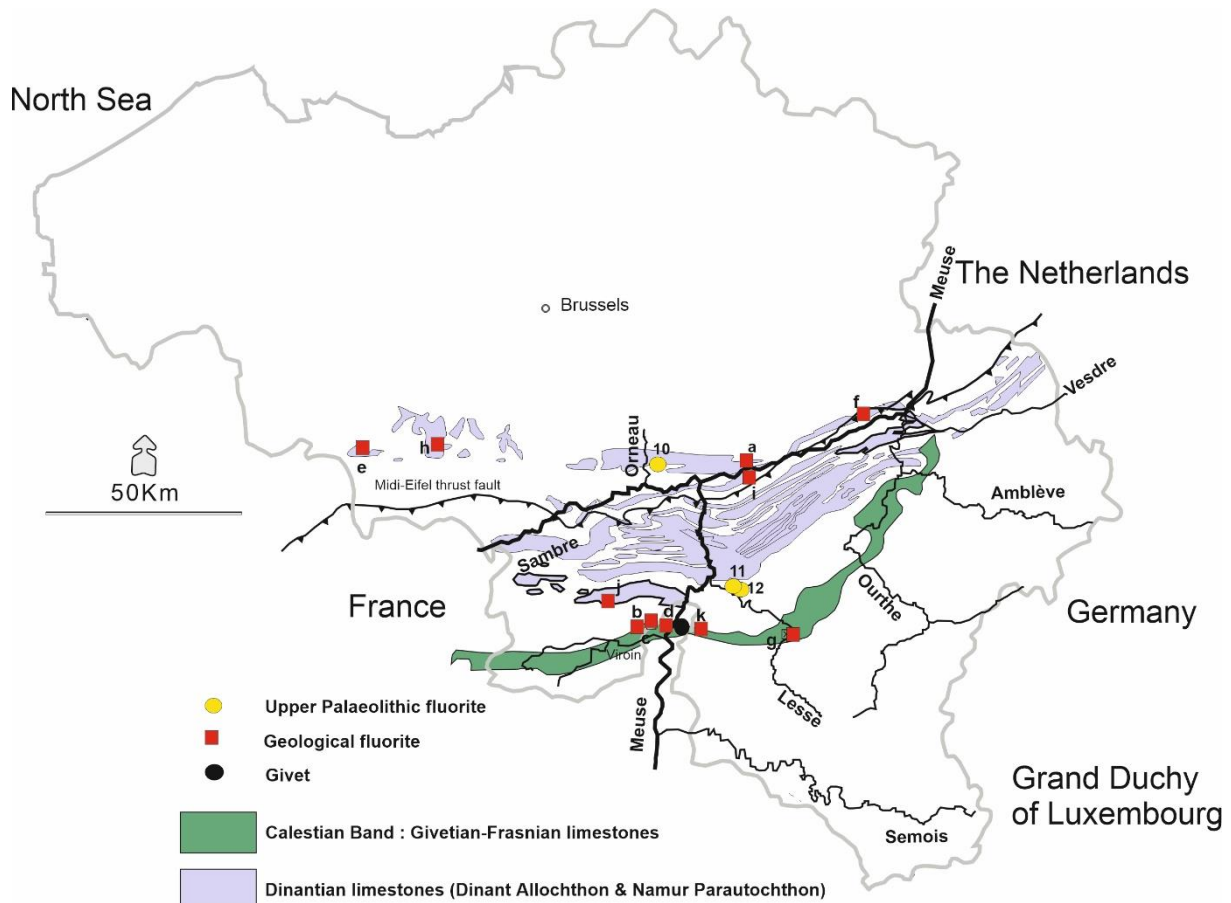 North Sea
The Netherlands
Meuse
Brussels
Vesdre
f
e
h
Orneau
10
a
i
50Km
Midi-Eifel thrust fault
Amblève
Sambre
11
12
France
j
Ourthe
Germany
b
d
k
c
g
Viroin
Lesse
Upper Palaeolithic fluorite
Geological fluorite
Meuse
Givet
Grand Duchy
of Luxembourg
Semois
Calestian Band : Givetian-Frasnian limestones
Dinantian limestones (Dinant Allochthon & Namur Parautochthon)